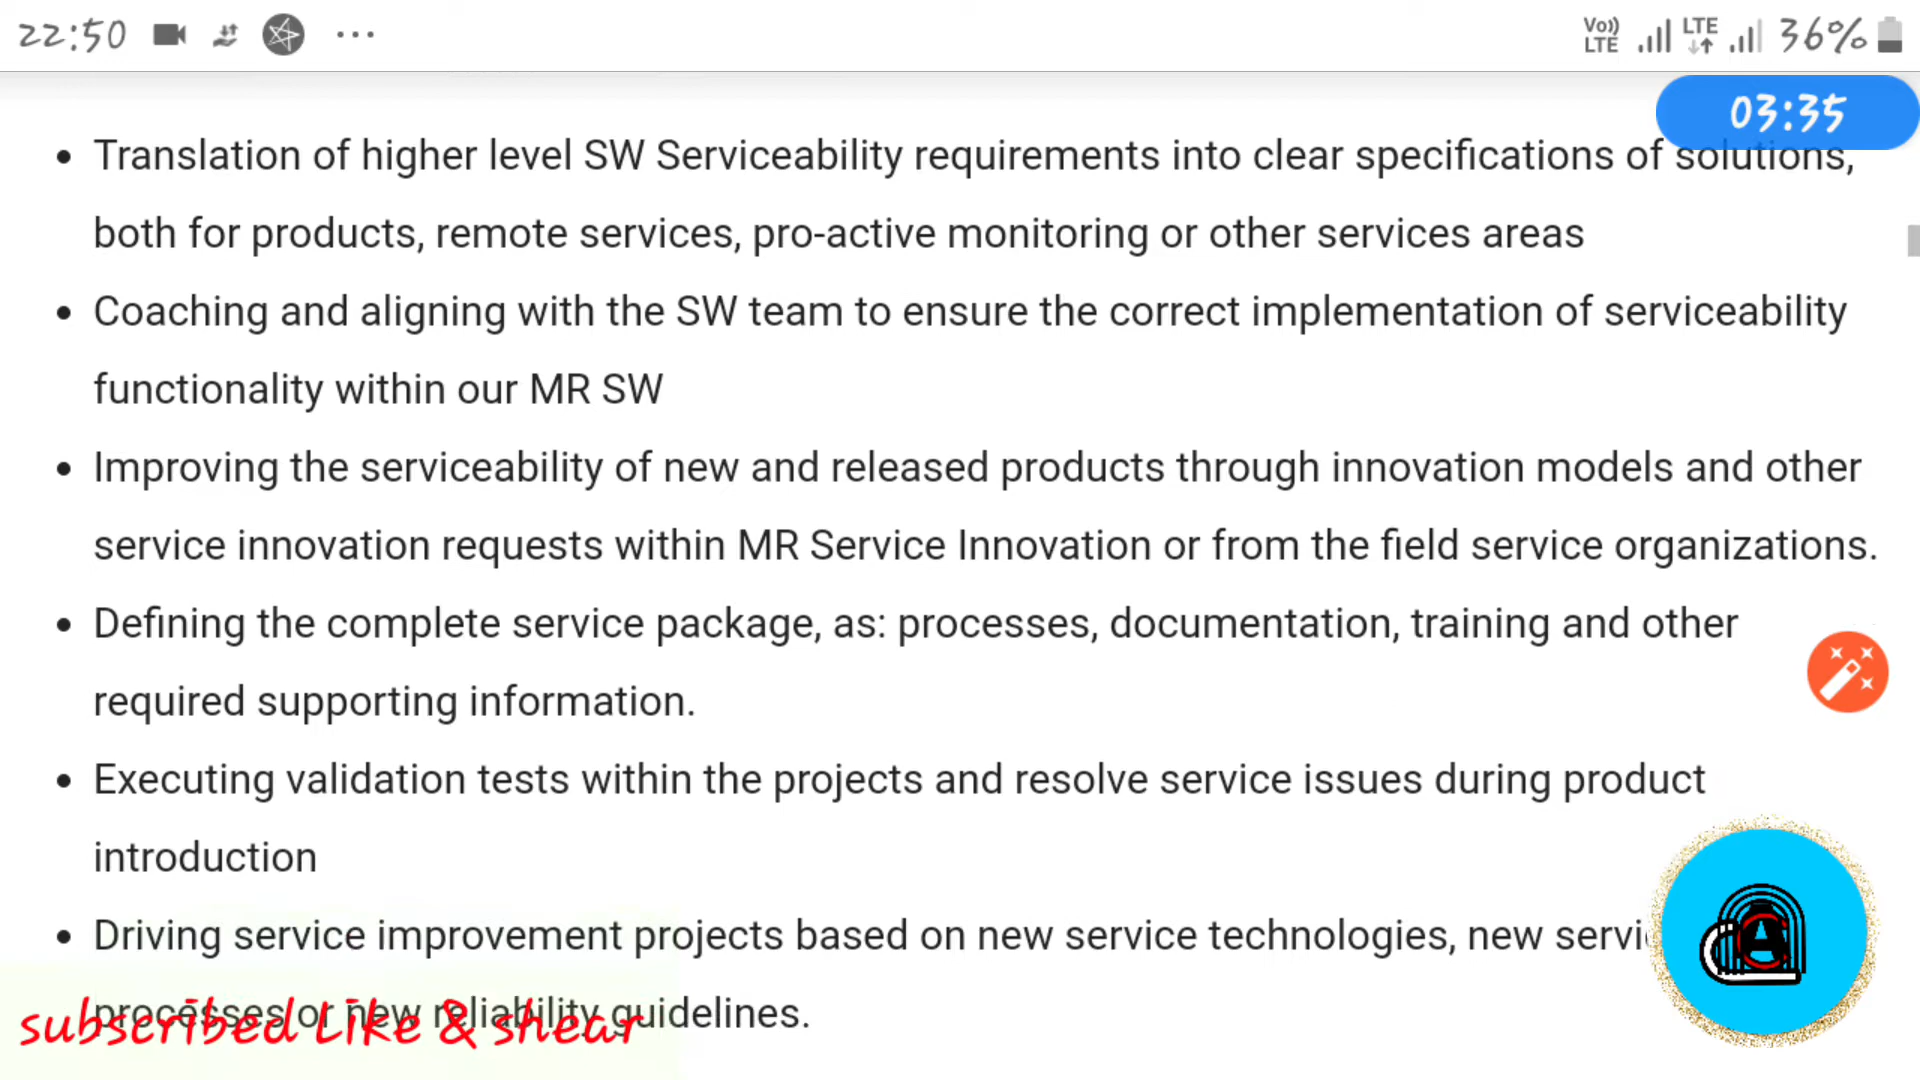 22:50
Vo)) LTE LTE 36%
03:35
Translation of higher level SW Serviceability requirements into clear specifications of solutions,
both for products, remote services, pro-active monitoring or other services areas
Coaching and aligning with the SW team to ensure the correct implementation of serviceability
functionality within our MR SW
Improving the serviceability of new and released products through innovation models and other
service innovation requests within MR Service Innovation or from the field service organizations.
Defining the complete service package, as: processes, documentation, training and other
required supporting information.
Executing validation tests within the projects and resolve service issues during product
introduction
Driving service improvement projects based on new service technologies, new
processes or new reliability guidelines.
subscribed Like & shear
A